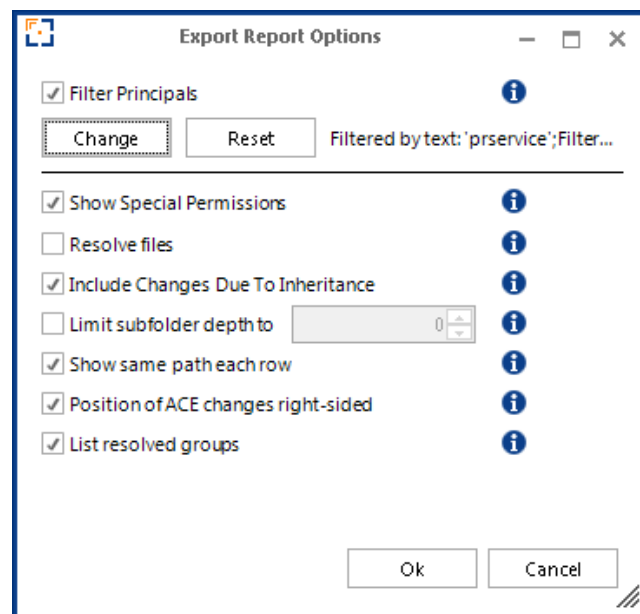 Export Report Options
Filter Principals
Change Reset Filtered by text: 'prservice';Filter...
Show Special Permissions
Resolve files
Include Changes Due To Inheritance
Limit subfolder depth to 0
Show same path each row
Position of ACE changes right-sided
List resolved groups
Ok Cancel